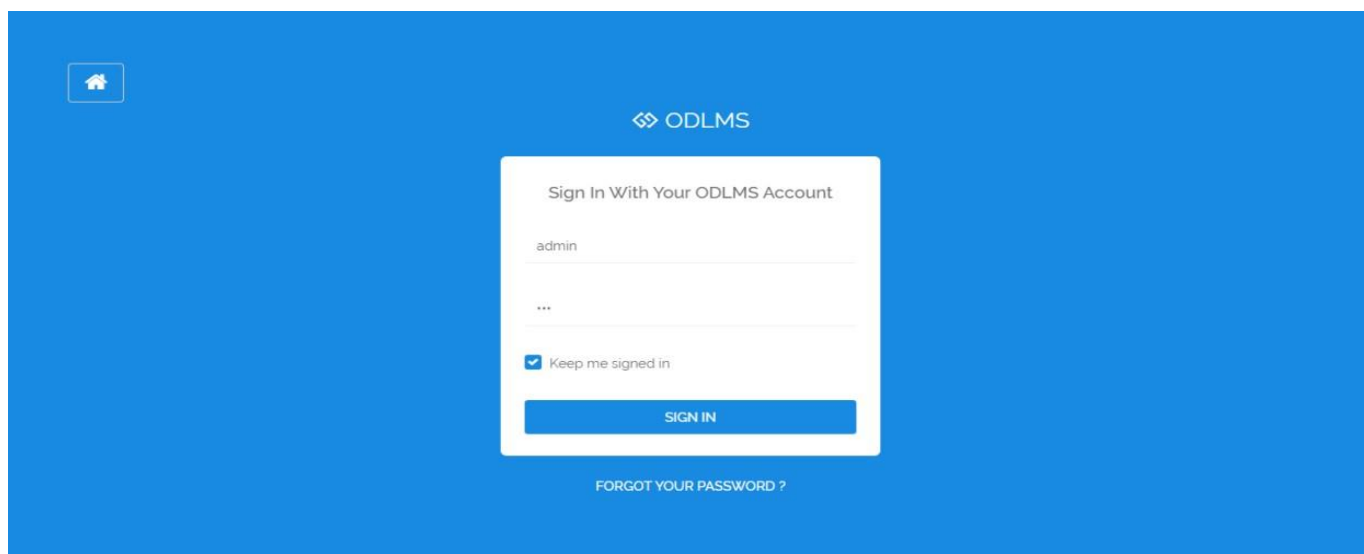 ODLMS
Sign In With Your ODLMS Account
admin
•••
Keep me signed in
SIGN IN
FORGOT YOUR PASSWORD ?